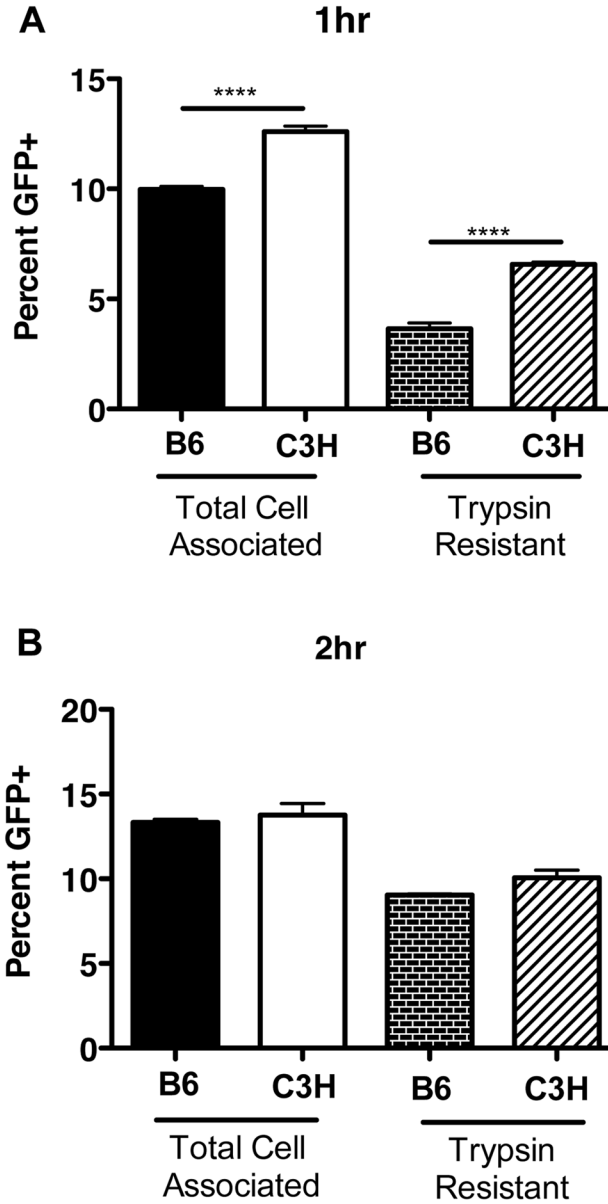 A
1hr
Percent GFP+
15
10
5
0
****
****
B6
C3H
B6
C3H
Total Cell
Associated
Trypsin
Resistant
B
2hr
Percent GFP+
20
15
10
5
0
B6
C3H
B6
C3H
Total Cell
Associated
Trypsin
Resistant